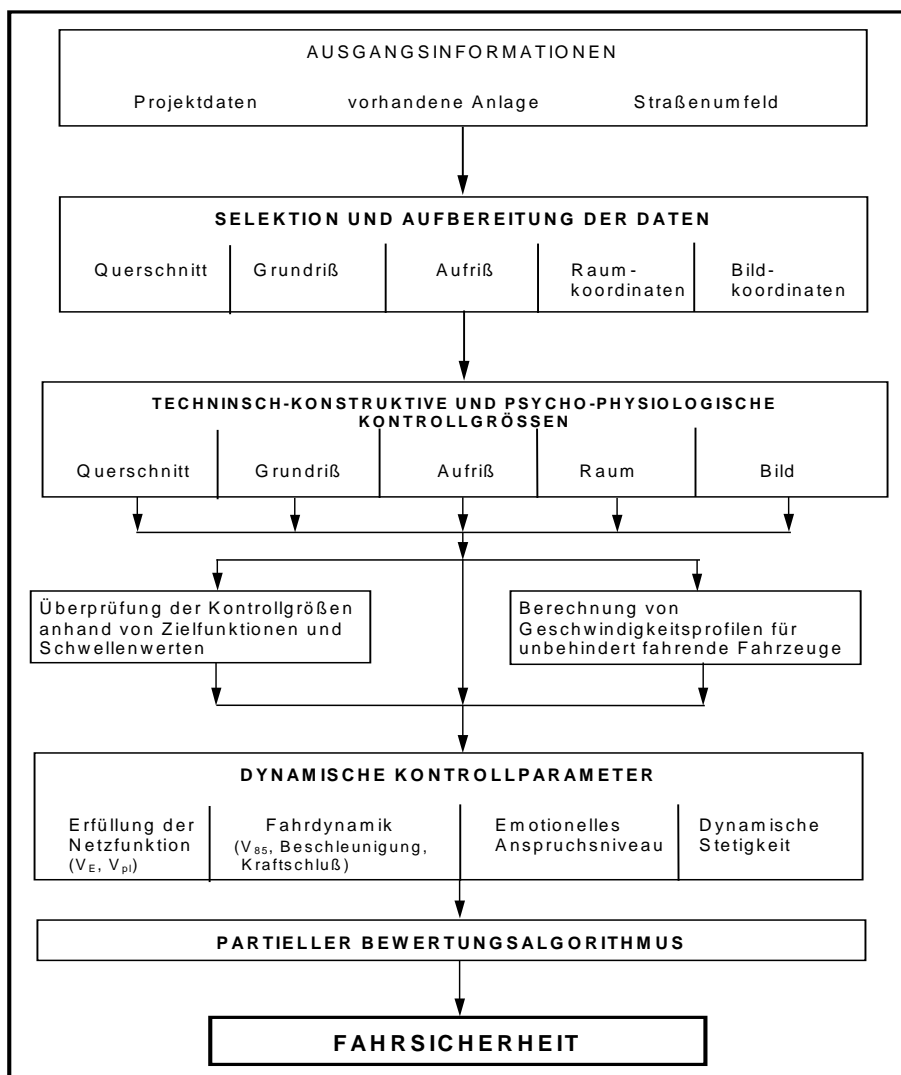 AUSGANGSINFORMATIONEN
Projektdaten vorhandene Anlage Straßenumfeld
SELEKTION UND AUFBEREITUNG DER DATEN
Querschnitt Grundriß Aufriß Raum-
koordinaten Bild-
koordinaten
TECHNINSCH-KONSTRUKTIVE UND PSYCHO-PHYSIOLOGISCHE
KONTROLLGRÖSSEN
Querschnitt Grundriß Aufriß Raum Bild
Überprüfung der Kontrollgrößen
anhand von Zielfunktionen und
Schwellenwerten
Berechnung von
Geschwindigkeitsprofilen für
unbehindert fahrende Fahrzeuge
DYNAMISCHE KONTROLLPARAMETER
Erfüllung der
Netzfunktion
(V_E, V_pl)
Fahrdynamik
(V_85, Beschleunigung,
Kraftschluß)
Emotionelles
Anspruchsniveau
Dynamische
Stetigkeit
PARTIELLER BEWERTUNGSALGORITHMUS
FAHRSICHERHEIT